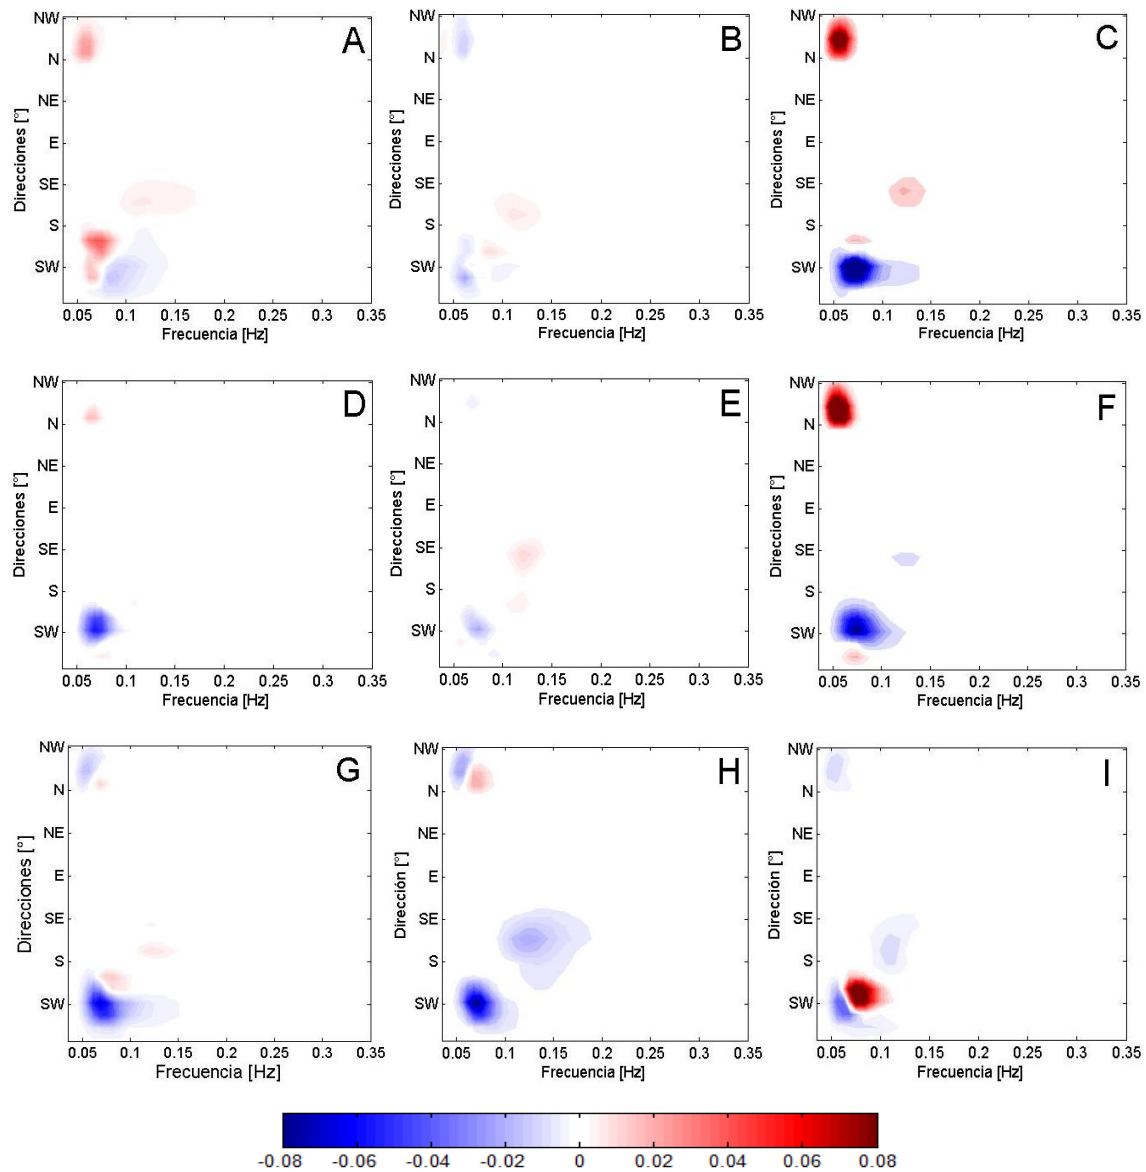 A
NW
N
NE
E
SE
S
SW
Direcciones [°]
0.05 0.1 0.15 0.2 0.25 0.3 0.35
Frecuencia [Hz]
B
NW
N
NE
E
SE
S
SW
Direcciones [°]
0.05 0.1 0.15 0.2 0.25 0.3 0.35
Frecuencia [Hz]
C
NW
N
NE
E
SE
S
SW
Direcciones [°]
0.05 0.1 0.15 0.2 0.25 0.3 0.35
Frecuencia [Hz]
D
NW
N
NE
E
SE
S
SW
Direcciones [°]
0.05 0.1 0.15 0.2 0.25 0.3 0.35
Frecuencia [Hz]
E
NW
N
NE
E
SE
S
SW
Direcciones [°]
0.05 0.1 0.15 0.2 0.25 0.3 0.35
Frecuencia [Hz]
F
NW
N
NE
E
SE
S
SW
Direcciones [°]
0.05 0.1 0.15 0.2 0.25 0.3 0.35
Frecuencia [Hz]
G
NW
N
NE
E
SE
S
SW
Direcciones [°]
0.05 0.1 0.15 0.2 0.25 0.3 0.35
Frecuencia [Hz]
H
NW
N
NE
E
SE
S
SW
Dirección [°]
0.05 0.1 0.15 0.2 0.25 0.3 0.35
Frecuencia [Hz]
I
NW
N
NE
E
SE
S
SW
Dirección [°]
0.05 0.1 0.15 0.2 0.25 0.3 0.35
Frecuencia [Hz]
-0.08 -0.06 -0.04 -0.02 0 0.02 0.04 0.06 0.08